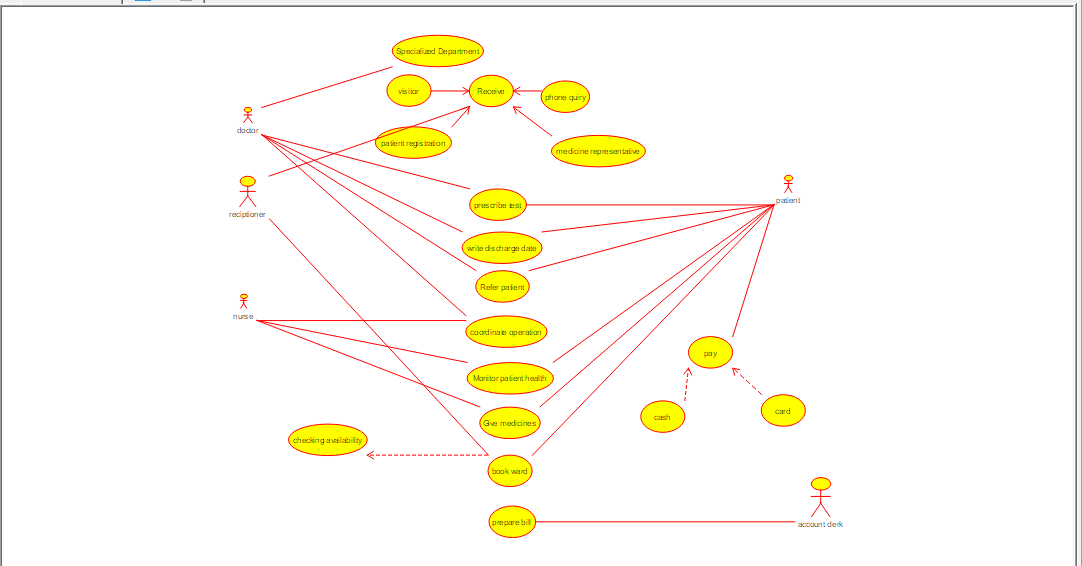 Specialized Department
visitor
Receive
phone quiry
doctor
patient registration
medicine representative
reciptioner
prescribe test
patient
write discharge date
Refer patient
nurse
coordinate operation
pay
Monitor patient health
cash
card
Give medicines
checking availability
book ward
prepare bill
account clerk